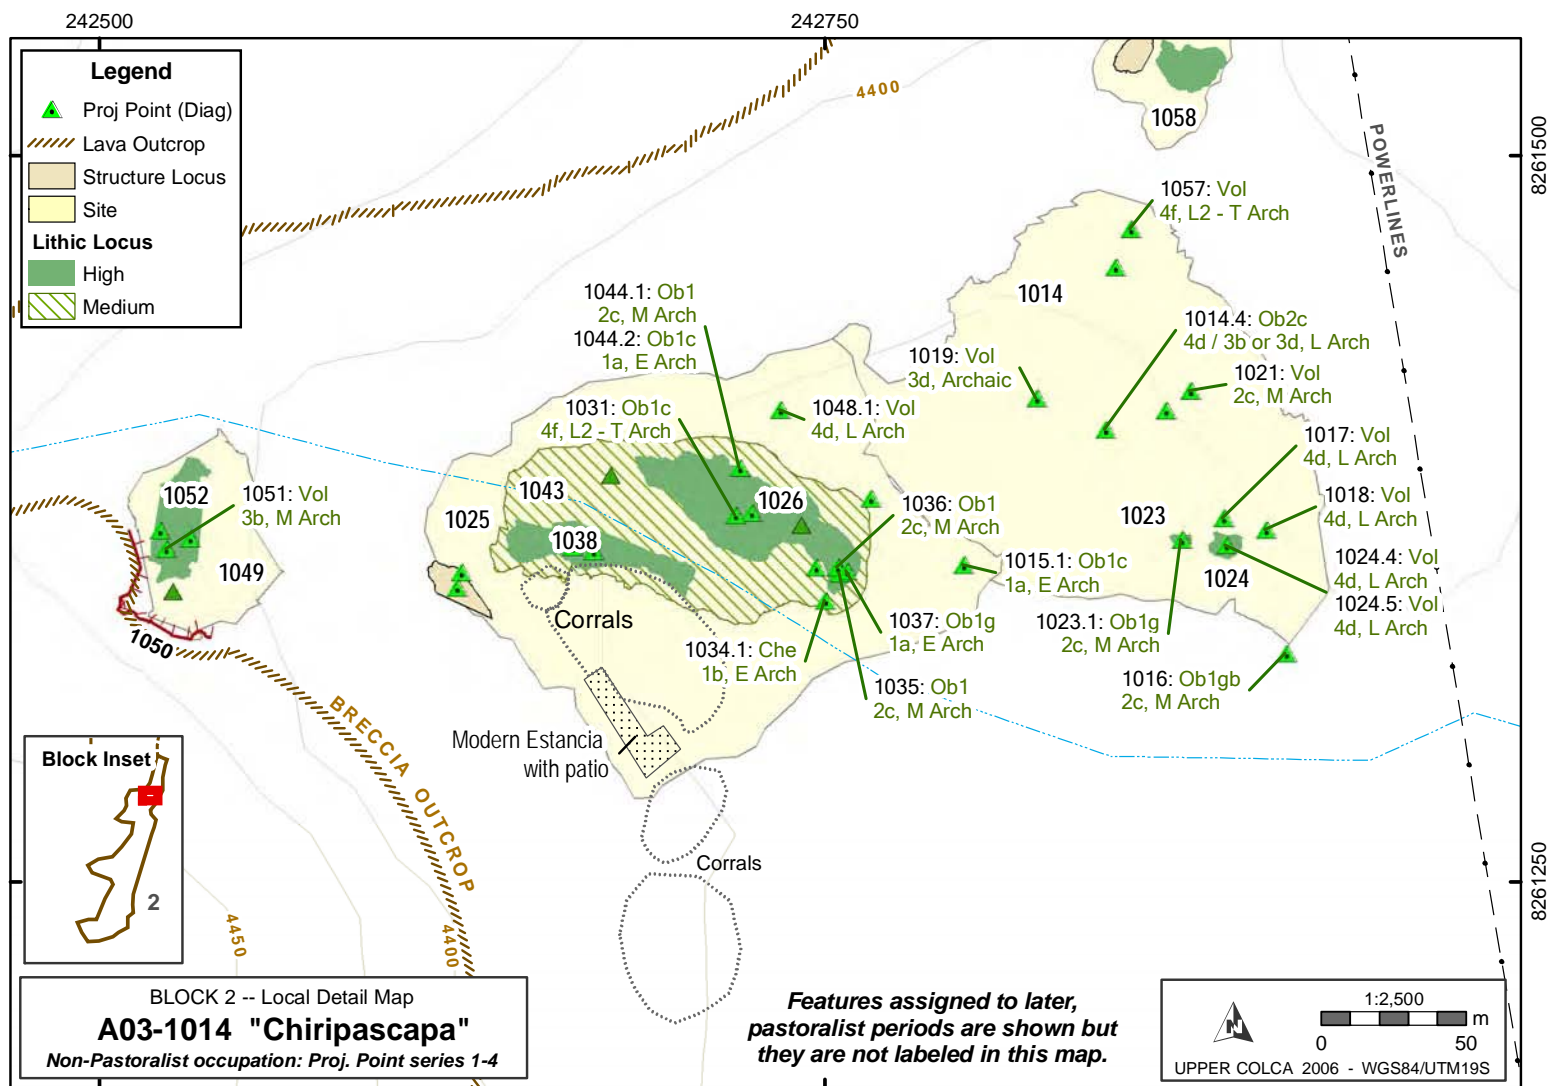 242500
242750
Legend
Proj Point (Diag)
Lava Outcrop
Structure Locus
Site
Lithic Locus
High
Medium
4400
1058
8261500
POWERLINES
1057: Vol
4f, L2 - T Arch
1014
1044.1: Ob1
2c, M Arch
1044.2: Ob1c
1a, E Arch
1014.4: Ob2c
4d / 3b or 3d, L Arch
1019: Vol
3d, Archaic
1021: Vol
2c, M Arch
1031: Ob1c
4f, L2 - T Arch
1048.1: Vol
4d, L Arch
1017: Vol
4d, L Arch
1052
1051: Vol
3b, M Arch
1043
1026
1036: Ob1
2c, M Arch
1018: Vol
4d, L Arch
1025
1023
1038
1049
1015.1: Ob1c
1a, E Arch
1024
1024.4: Vol
4d, L Arch
1024.5: Vol
4d, L Arch
Corrals
1050
1037: Ob1g
1a, E Arch
1023.1: Ob1g
2c, M Arch
1034.1: Che
1b, E Arch
1035: Ob1
2c, M Arch
1016: Ob1gb
2c, M Arch
BRECCIA OUTCROP
Modern Estancia
with patio
Block Inset
2
Corrals
8261250
4450
4400
BLOCK 2 -- Local Detail Map
A03-1014 "Chiripascapa"
Non-Pastoralist occupation: Proj. Point series 1-4
Features assigned to later,
pastoralist periods are shown but
they are not labeled in this map.
N
1:2,500
m
0 50
UPPER COLCA 2006 - WGS84/UTM19S